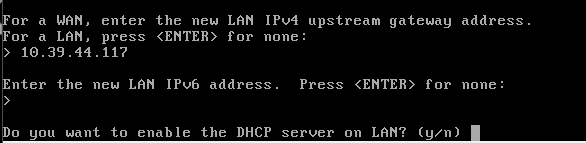 For a WAN, enter the new LAN IPv4 upstream gateway address.
For a LAN, press <ENTER> for none:
> 10.39.44.117
Enter the new LAN IPv6 address.  Press <ENTER> for none:
>
Do you want to enable the DHCP server on LAN? (y/n)